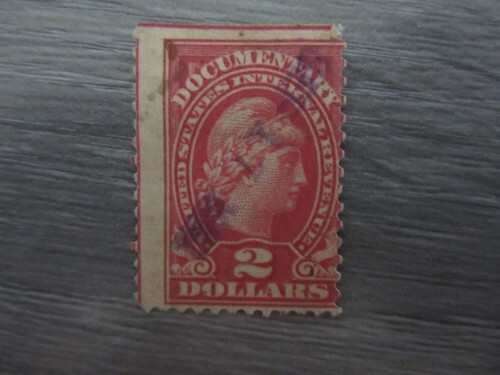 DOCUMENTARY
UNITED STATES INTERNAL REVENUE.
2
DOLLARS